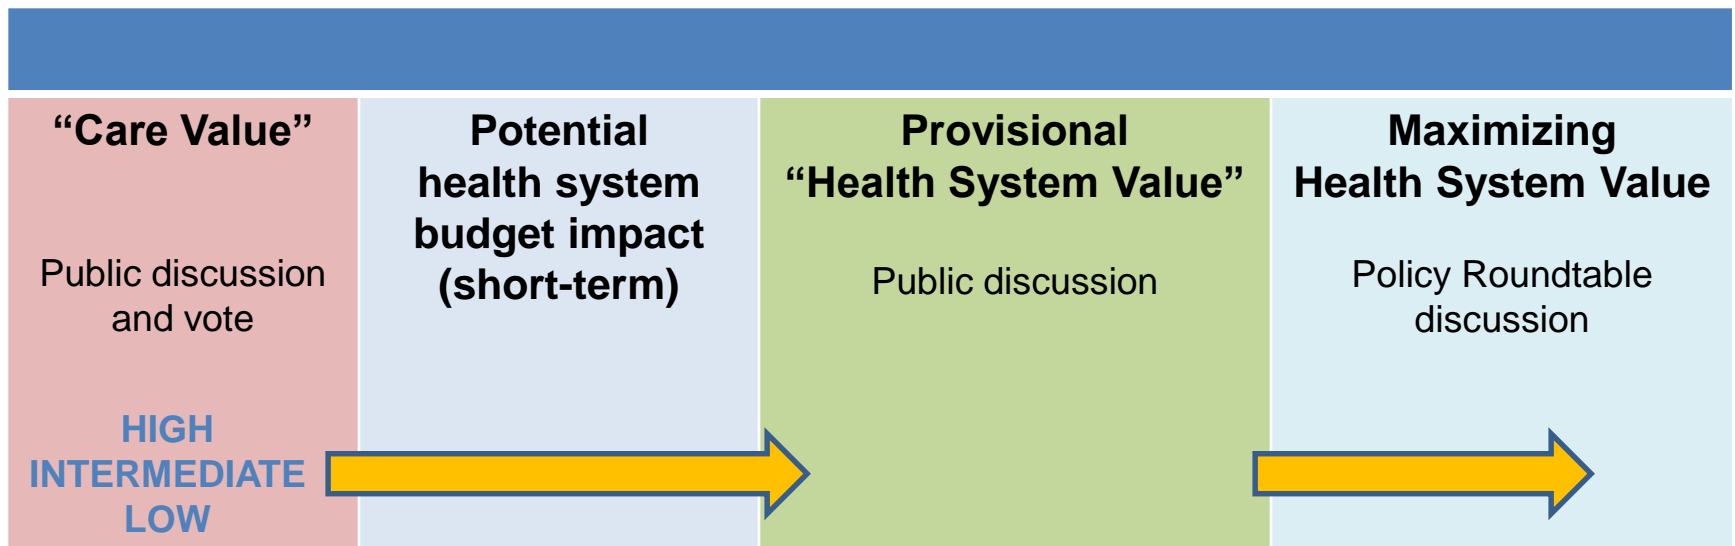 “Care Value”
Public discussion
and vote
HIGH
INTERMEDIATE
LOW
Potential
health system
budget impact
(short-term)
Provisional
“Health System Value”
Public discussion
Maximizing
Health System Value
Policy Roundtable
discussion